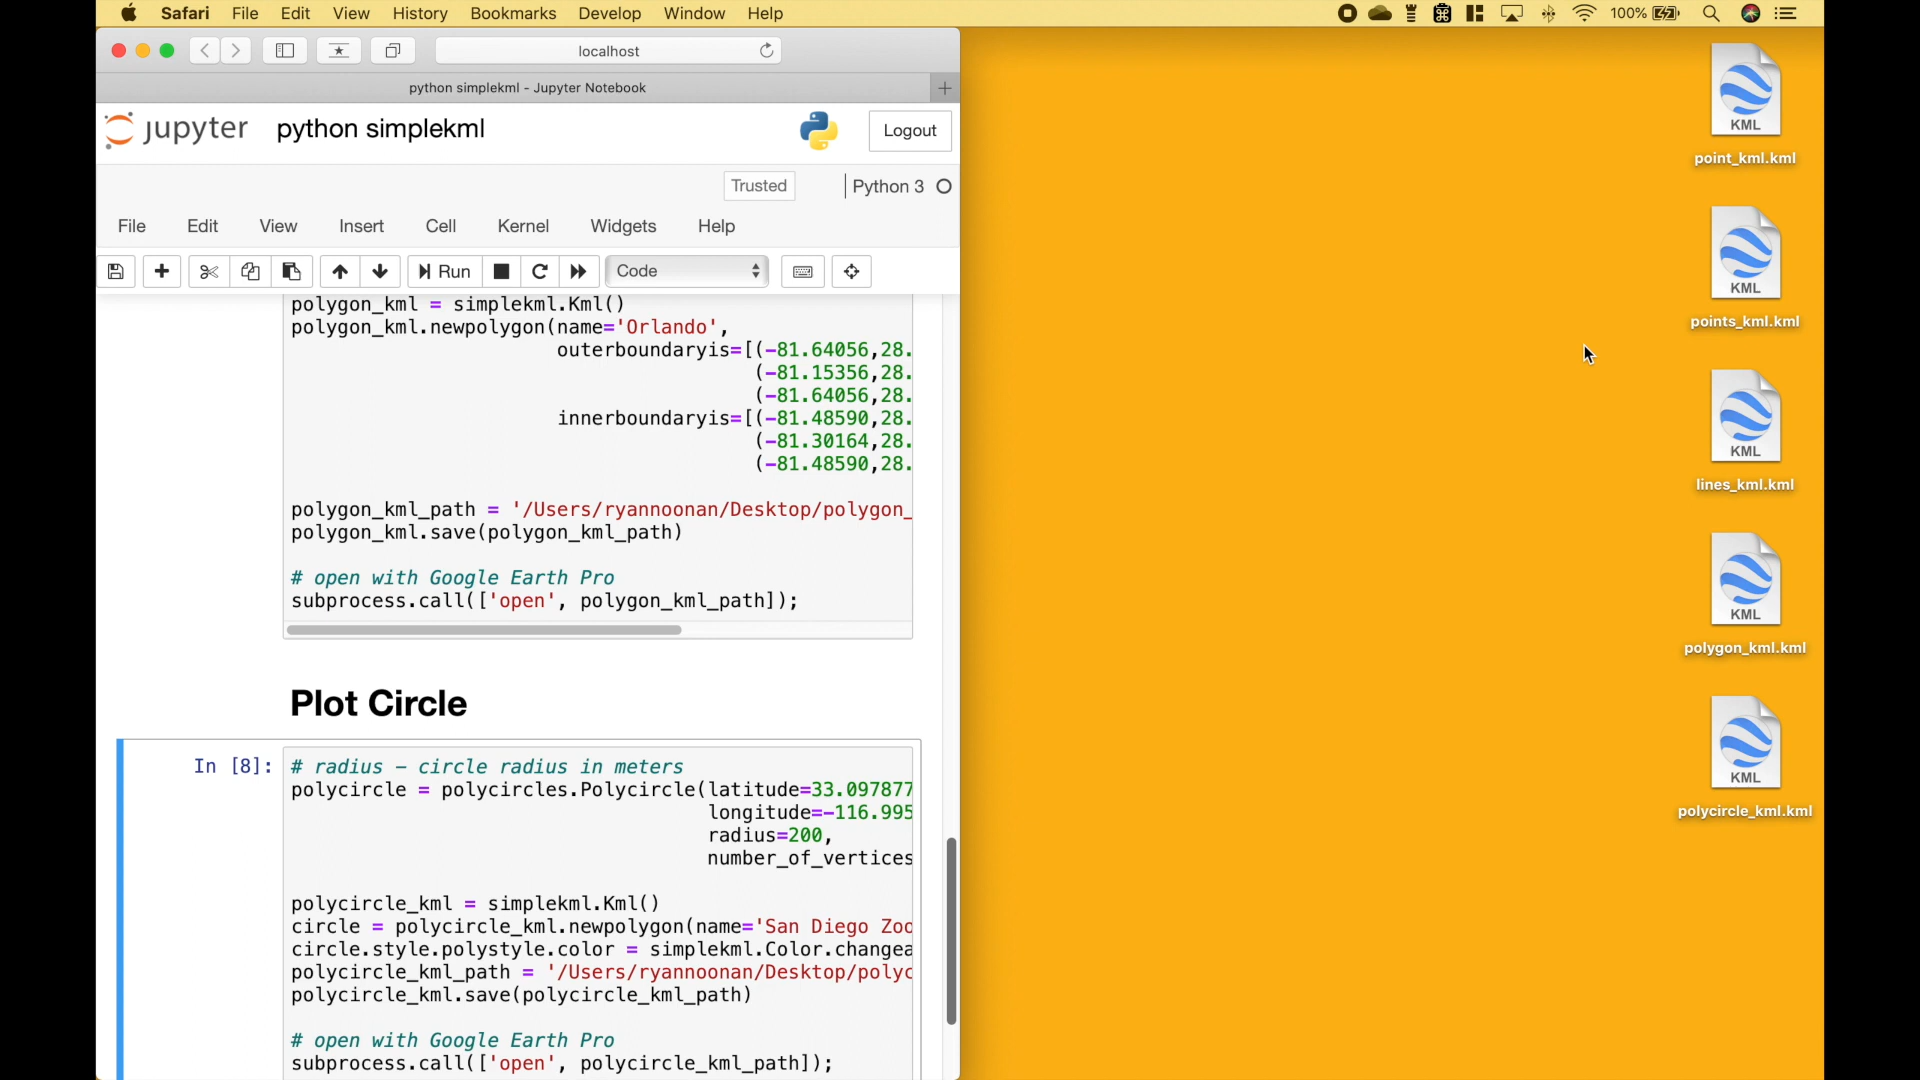 Safari File Edit View History Bookmarks Develop Window Help 100%
localhost
python simplekml - Jupyter Notebook
jupyter python simplekml Logout
Trusted Python 3
File Edit View Insert Cell Kernel Widgets Help
Run Code
polygon_kml = simplekml.Kml()
polygon_kml.newpolygon(name='Orlando',
outerboundaryis=[(-81.64056,28.
(-81.15356,28.
(-81.64056,28.
innerboundaryis=[(-81.48590,28.
(-81.30164,28.
(-81.48590,28.
polygon_kml_path = '/Users/ryannoonan/Desktop/polygon_
polygon_kml.save(polygon_kml_path)
# open with Google Earth Pro
subprocess.call(['open', polygon_kml_path]);
Plot Circle
In [8]:
# radius – circle radius in meters
polycircle = polycircles.Polycircle(latitude=33.097877
longitude=-116.995
radius=200,
number_of_vertices
polycircle_kml = simplekml.Kml()
circle = polycircle_kml.newpolygon(name='San Diego Zoo
circle.style.polystyle.color = simplekml.Color.changea
polycircle_kml_path = '/Users/ryannoonan/Desktop/polyc
polycircle_kml.save(polycircle_kml_path)
# open with Google Earth Pro
subprocess.call(['open', polycircle_kml_path]);
KML
point_kml.kml
KML
points_kml.kml
KML
lines_kml.kml
KML
polygon_kml.kml
KML
polycircle_kml.kml